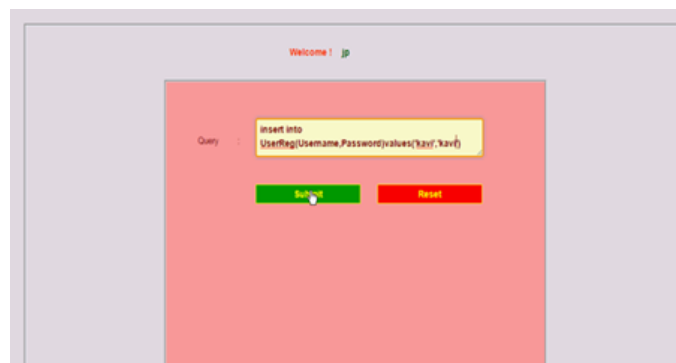 Welcome ! jp
Query :
insert into
UserReg(Username,Password)values('kavi','kavi')
Submit
Reset